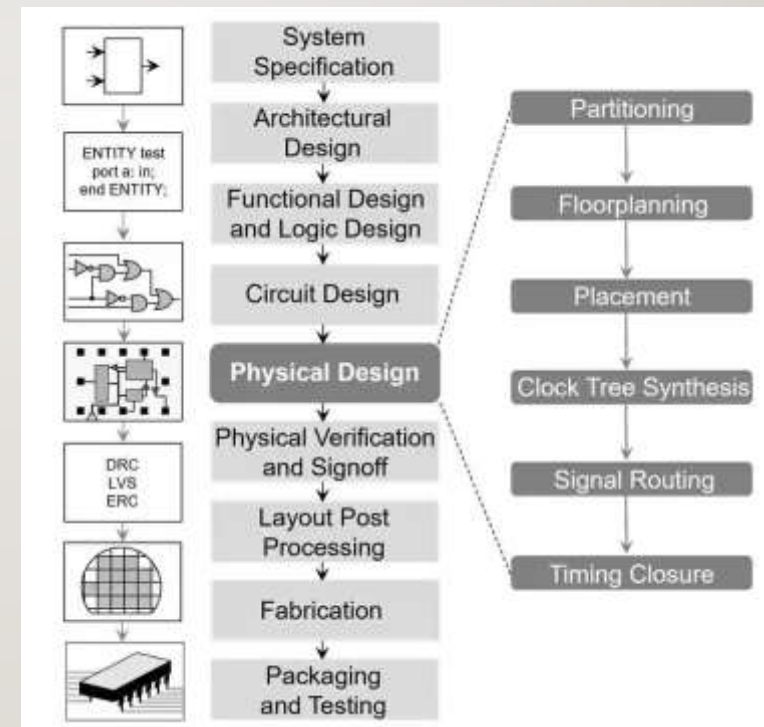 ENTITY test
port a: in;
end ENTITY;
DRC
LVS
ERC
System
Specification
Architectural
Design
Functional Design
and Logic Design
Circuit Design
Physical Design
Physical Verification
and Signoff
Layout Post
Processing
Fabrication
Packaging
and Testing
Partitioning
Floorplanning
Placement
Clock Tree Synthesis
Signal Routing
Timing Closure